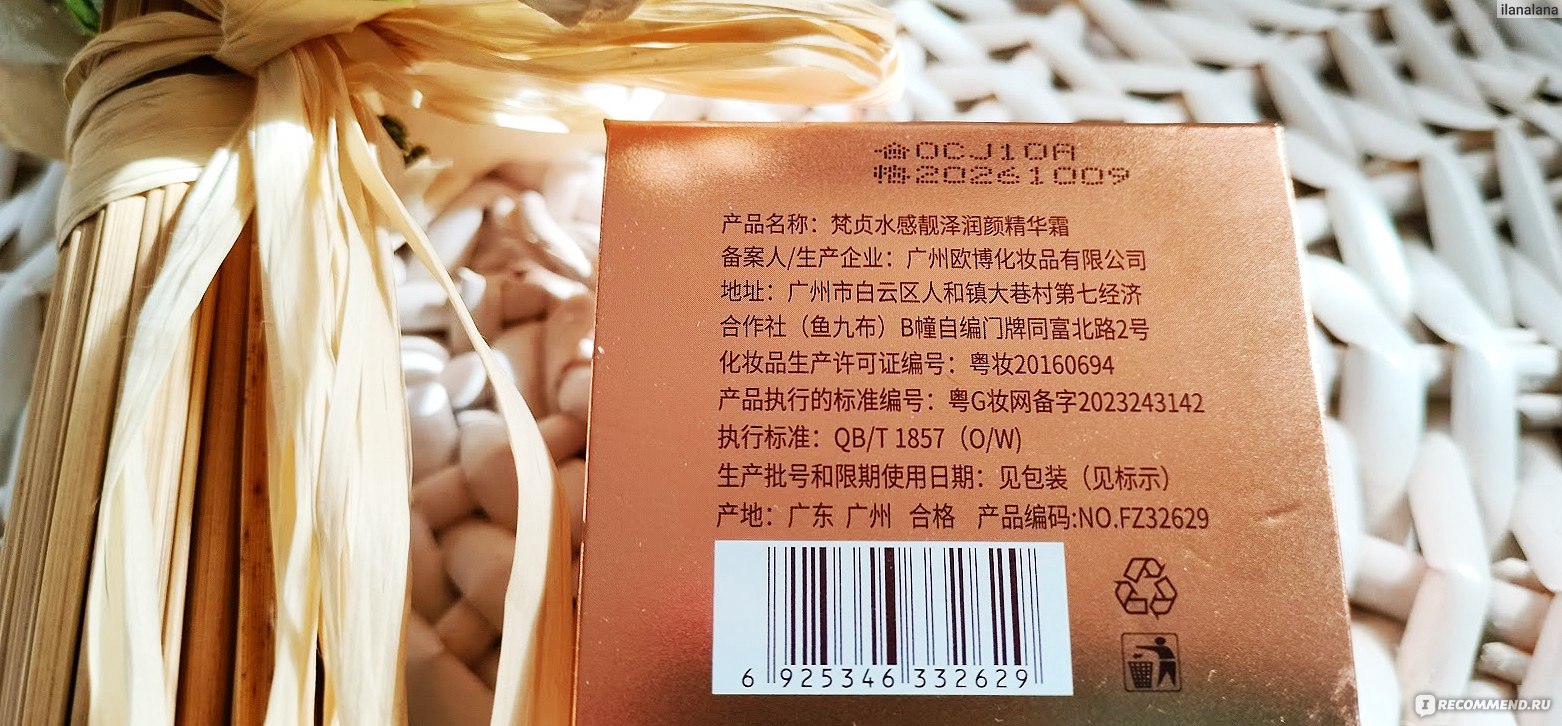 ilanalana
OCJ10A
20261009
产品名称：梵贞水感靓泽润颜精华霜
备案人/生产企业：广州欧博化妆品有限公司
地址：广州市白云区人和镇大巷村第七经济
合作社（鱼九布）B幢自编门牌同富北路2号
化妆品生产许可证编号：粤妆20160694
产品执行的标准编号：粤G妆网备字2023243142
执行标准：QB/T 1857（O/W)
生产批号和限期使用日期：见包装（见标示）
产地：广东 广州 合格 产品编码:NO.FZ32629
6 925346 332629
IRECOMMEND.RU